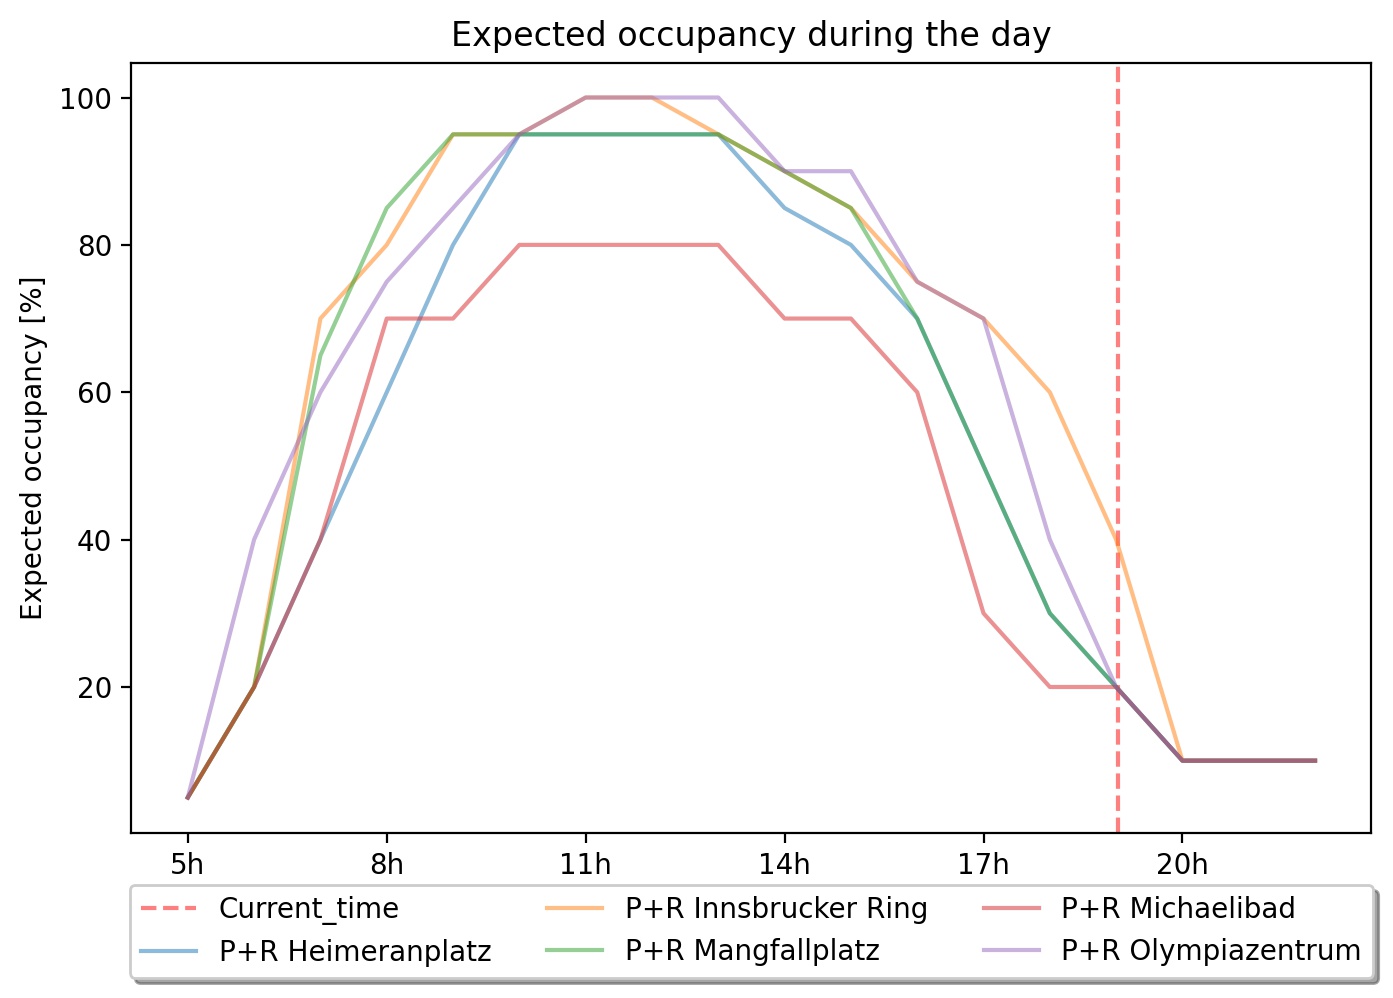 Expected occupancy during the day
Expected occupancy [%]
100
80
60
40
20
5h 8h 11h 14h 17h 20h
Current_time P+R Innsbrucker Ring P+R Michaelibad
P+R Heimeranplatz P+R Mangfallplatz P+R Olympiazentrum